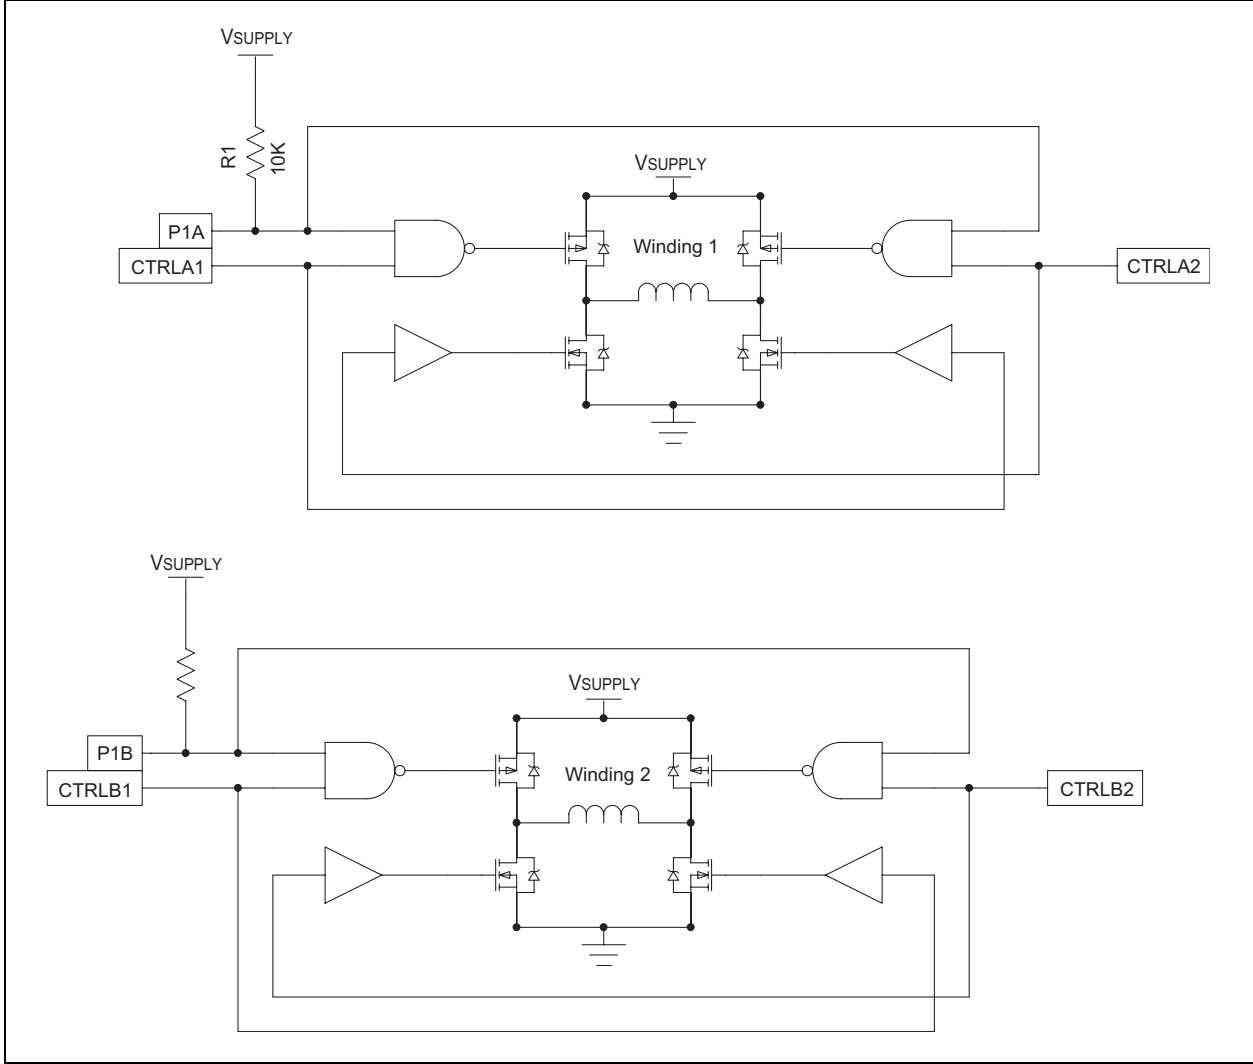 VSUPPLY
R1
10K
VSUPPLY
P1A
Winding 1
CTRLA1
CTRLA2
VSUPPLY
VSUPPLY
P1B
Winding 2
CTRLB1
CTRLB2